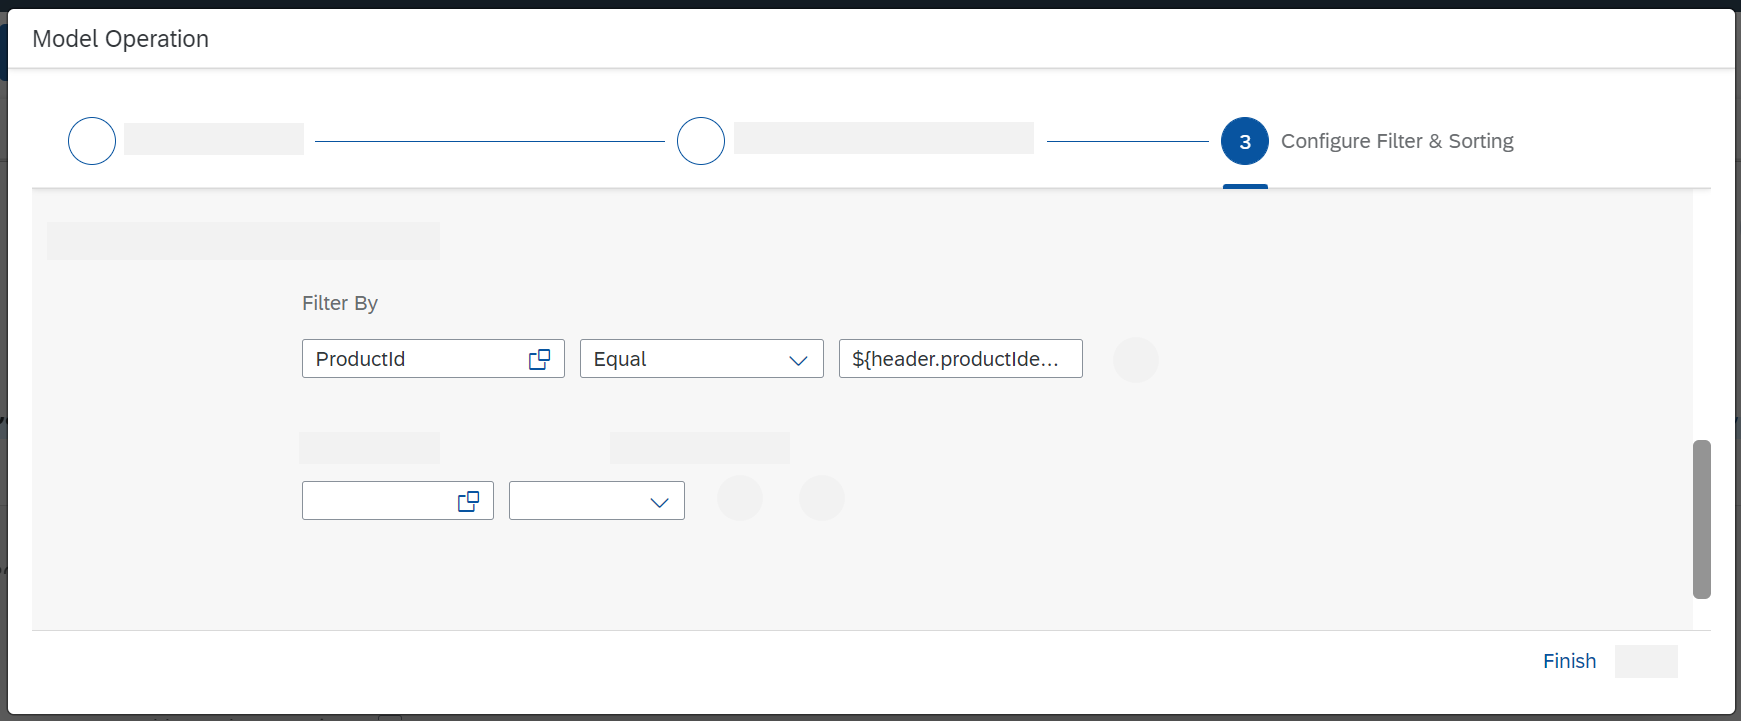 Model Operation
3 Configure Filter & Sorting
Filter By
ProductId Equal ${header.productIde...
Finish